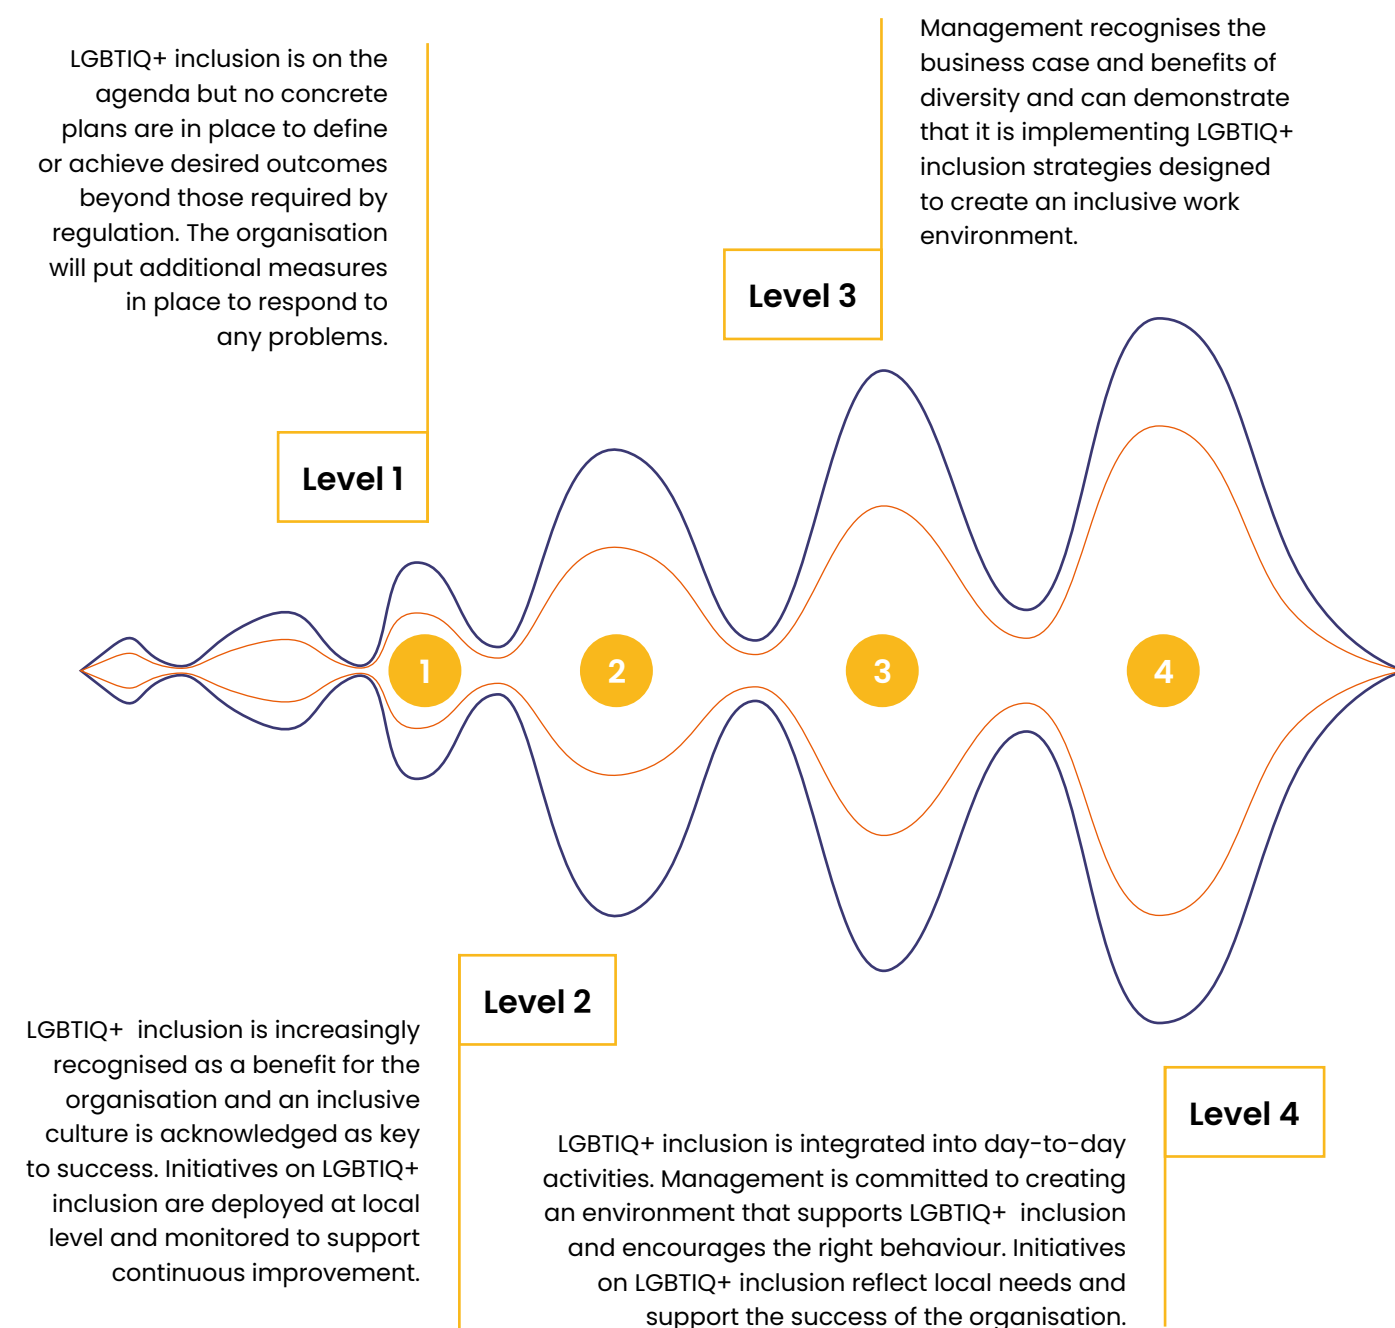 LGBTIQ+ inclusion is on the
agenda but no concrete
plans are in place to define
or achieve desired outcomes
beyond those required by
regulation. The organisation
will put additional measures
in place to respond to
any problems.
Level 1
Management recognises the
business case and benefits of
diversity and can demonstrate
that it is implementing LGBTIQ+
inclusion strategies designed
to create an inclusive work
environment.
Level 3
1
2
3
4
Level 2
LGBTIQ+ inclusion is increasingly
recognised as a benefit for the
organisation and an inclusive
culture is acknowledged as key
to success. Initiatives on LGBTIQ+
inclusion are deployed at local
level and monitored to support
continuous improvement.
Level 4
LGBTIQ+ inclusion is integrated into day-to-day
activities. Management is committed to creating
an environment that supports LGBTIQ+ inclusion
and encourages the right behaviour. Initiatives
on LGBTIQ+ inclusion reflect local needs and
support the success of the organisation.